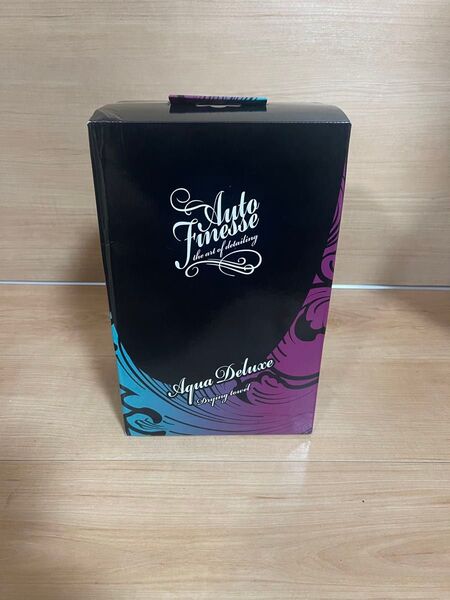 Auto
Finesse
the art of detailing
Aqua Deluxe
Drying towel